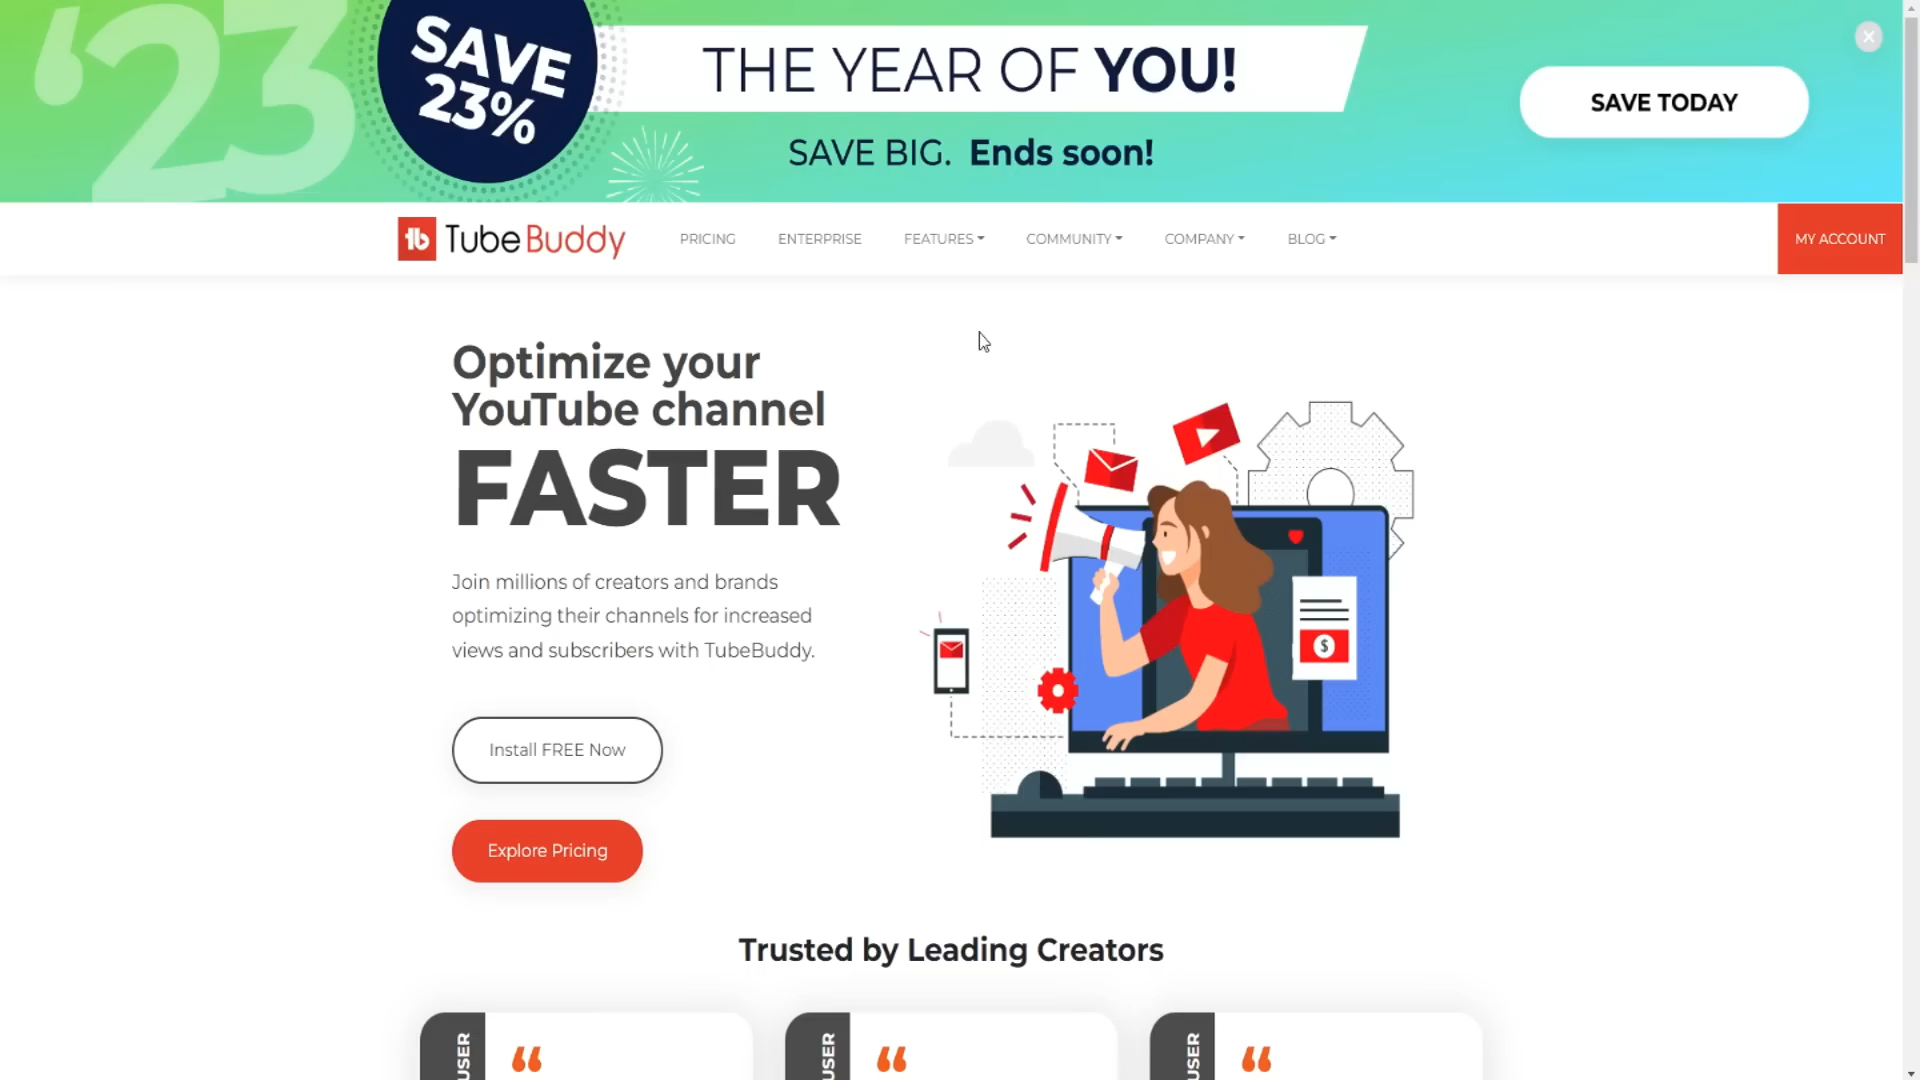 '23
SAVE
23%
THE YEAR OF YOU!
SAVE BIG. Ends soon!
SAVE TODAY
tb TubeBuddy
PRICING
ENTERPRISE
FEATURES
COMMUNITY
COMPANY
BLOG
MY ACCOUNT
Optimize your
YouTube channel
FASTER
Join millions of creators and brands
optimizing their channels for increased
views and subscribers with TubeBuddy.
$
Install FREE Now
Explore Pricing
Trusted by Leading Creators
USER
“
USER
“
USER
“